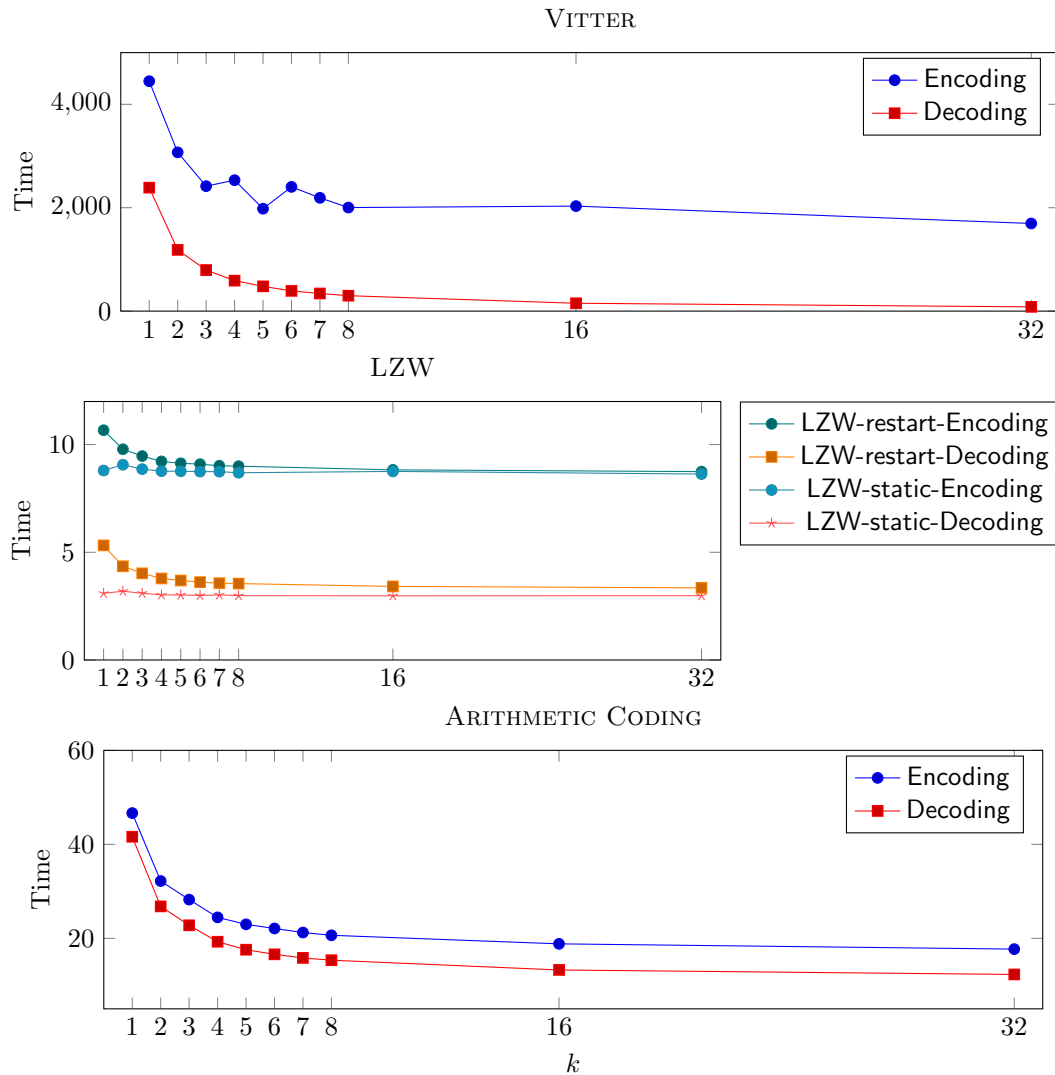 VITTER
4,000
2,000
0
Time
Encoding
Decoding
1 2 3 4 5 6 7 8 16 32
LZW
10
5
0
Time
LZW-restart-Encoding
LZW-restart-Decoding
LZW-static-Encoding
LZW-static-Decoding
1 2 3 4 5 6 7 8 16 32
ARITHMETIC CODING
60
40
20
Time
Encoding
Decoding
1 2 3 4 5 6 7 8 16 32
k